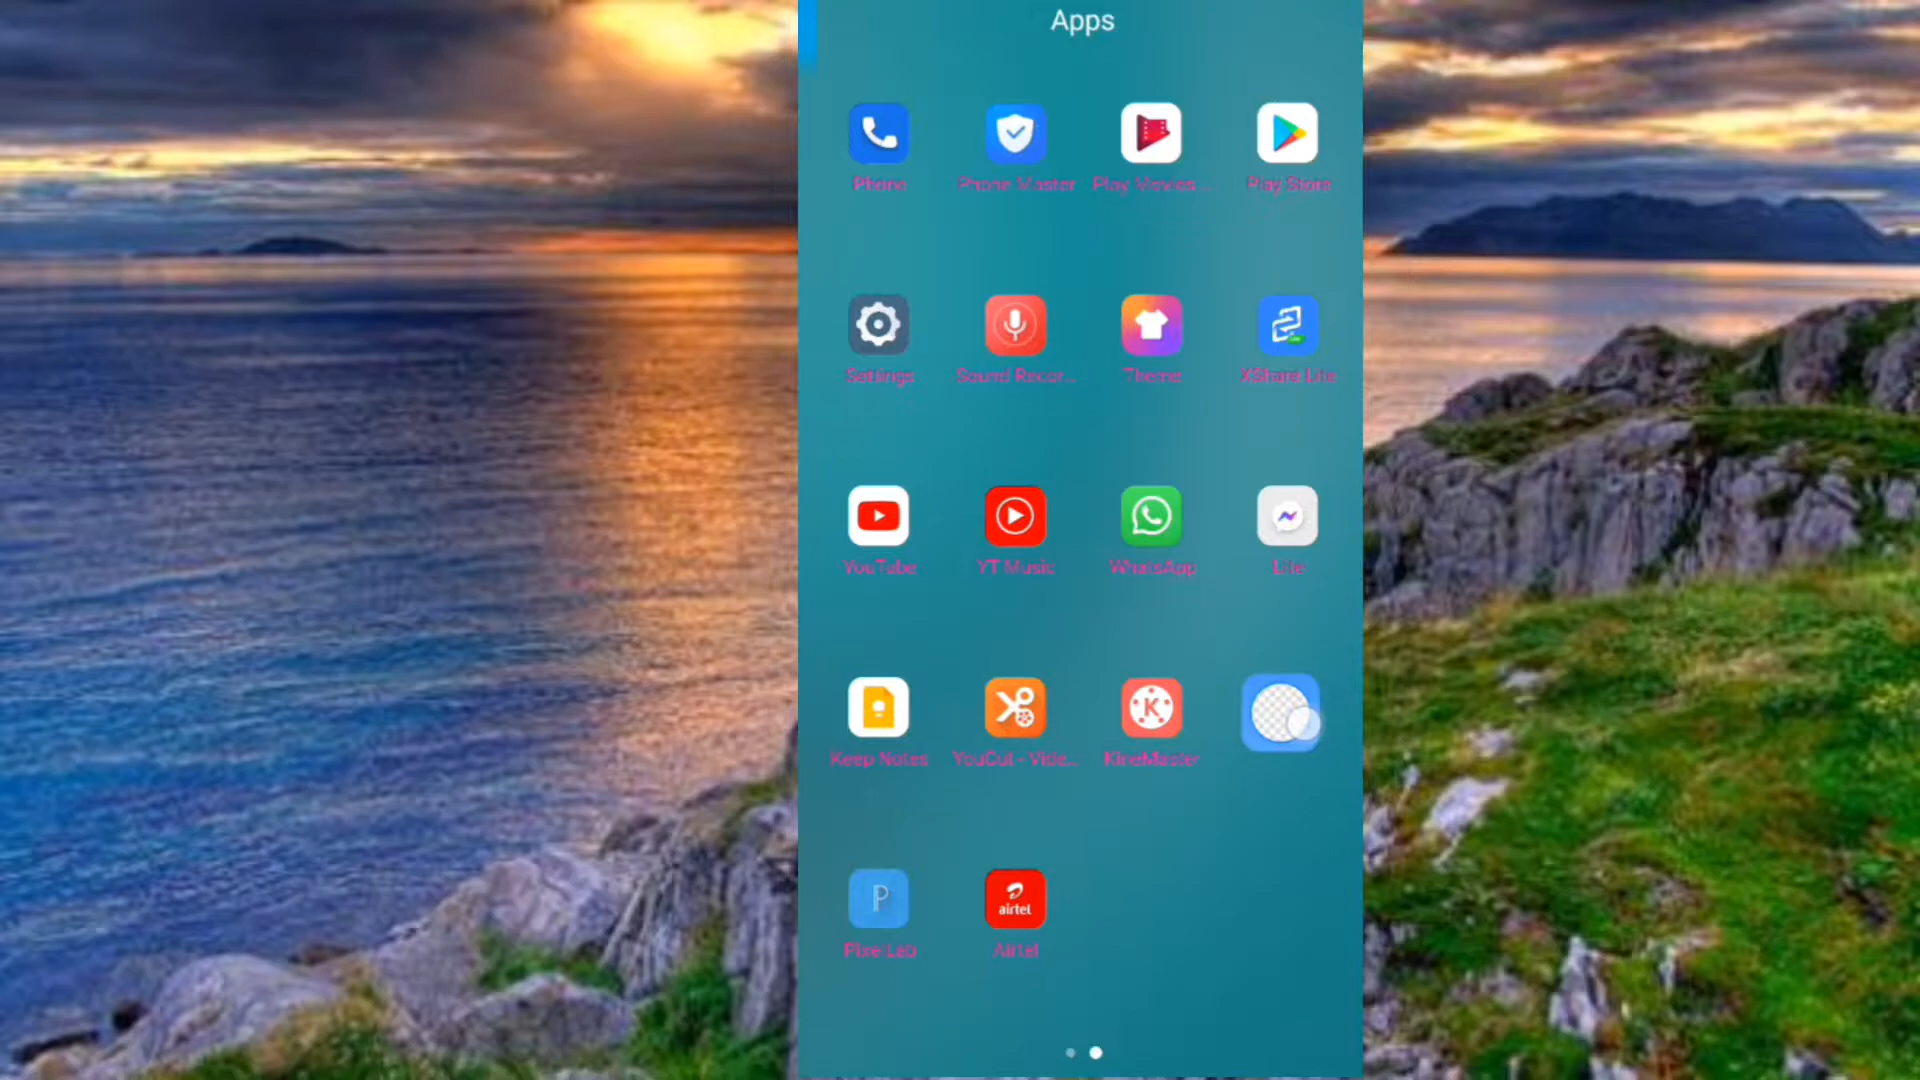 Apps
Phone
Phone Master
Play Movies ...
Play Store
Settings
Sound Recor...
Theme
XShare Lite
YouTube
YT Music
WhatsApp
Lite
Keep Notes
YouCut - Vide...
K
KineMaster
P
PixelLab
airtel
Airtel